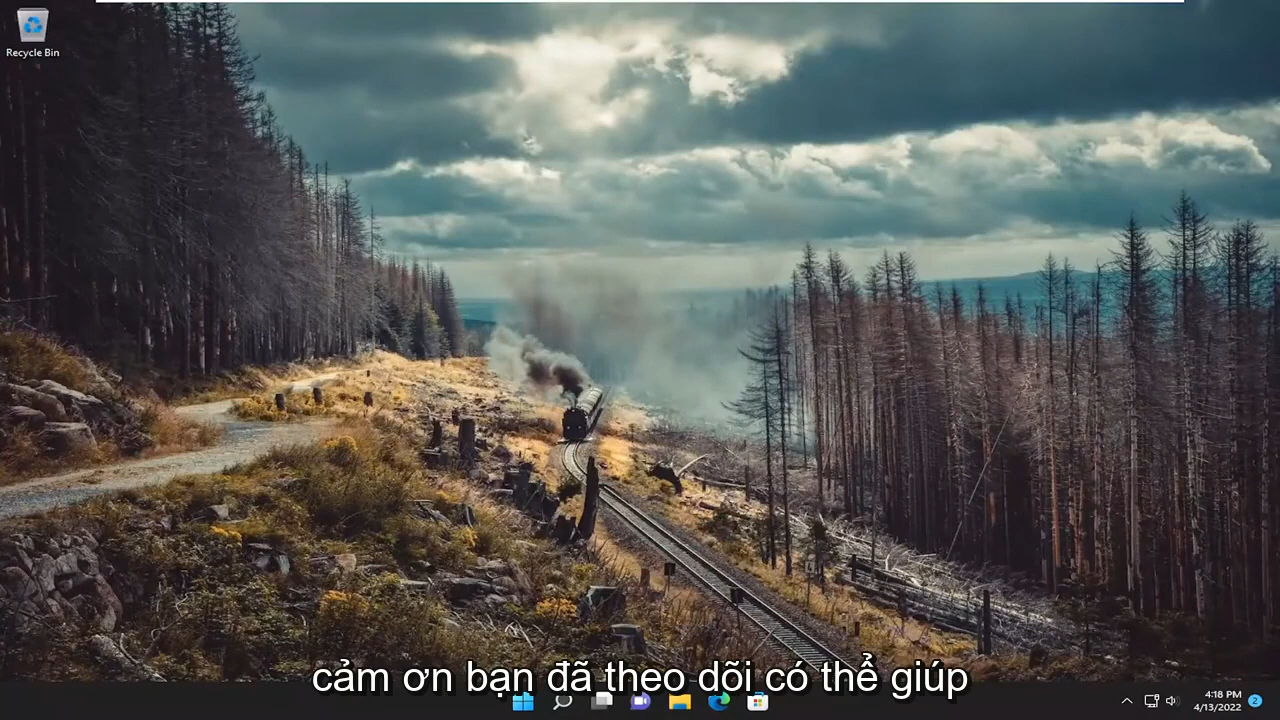 Recycle Bin
cảm ơn bạn đã theo dõi có thể giúp
4:18 PM
4/13/2022
2